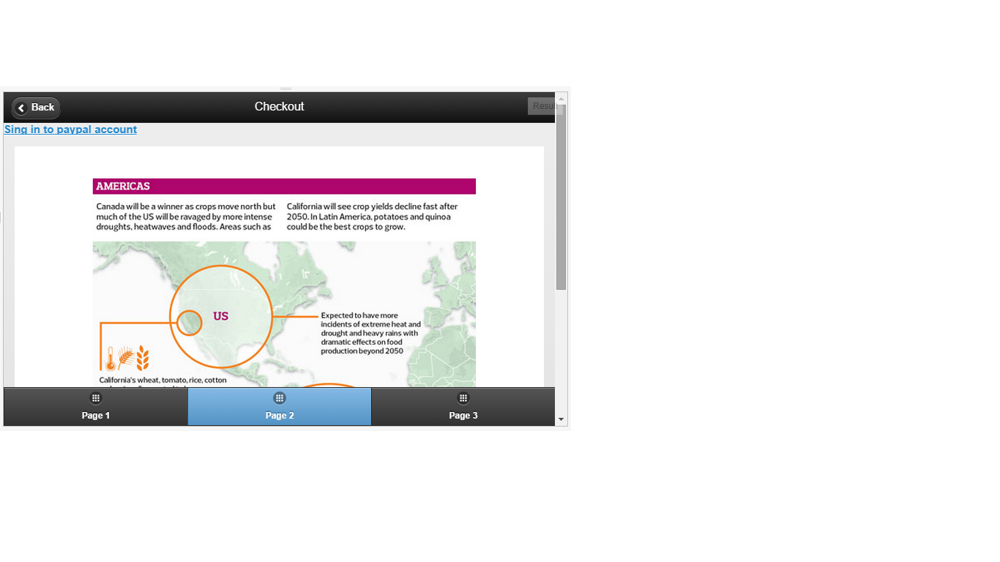 Back
Checkout
Result
Sing in to paypal account
AMERICAS
Canada will be a winner as crops move north but
much of the US will be ravaged by more intense
droughts, heatwaves and floods. Areas such as
California will see crop yields decline fast after
2050. In Latin America, potatoes and quinoa
could be the best crops to grow.
US
Expected to have more
incidents of extreme heat and
drought and heavy rains with
dramatic effects on food
production beyond 2050
California's wheat, tomato, rice, cotton
Page 1
Page 2
Page 3